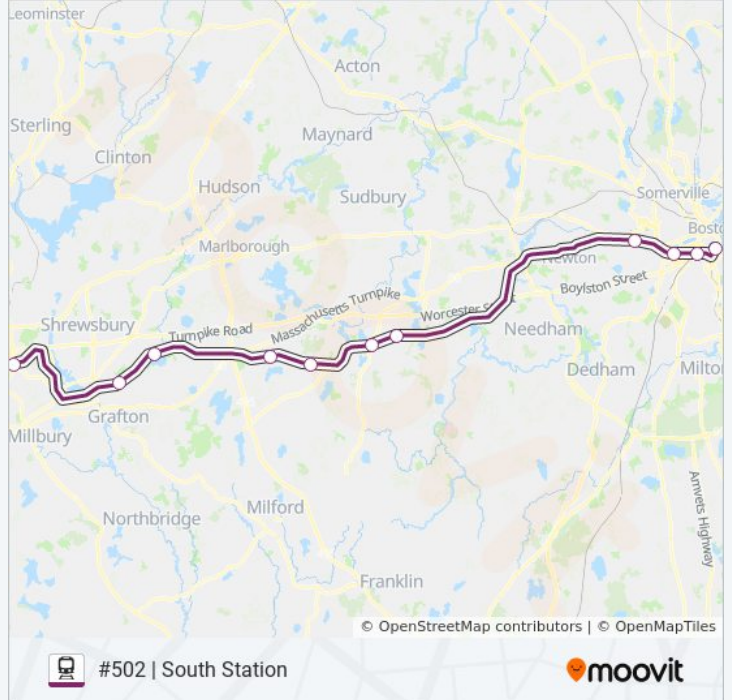 Leominster
Acton
Sterling
Maynard
Clinton
Hudson
Somerville
Sudbury
Bosto
Marlborough
Newton
Boylston Street
Massachusetts Turnpike
Worcester
Shrewsbury
Turnpike Road
Needham
Dedham
Milto
Grafton
Millbury
Amvets Highway
Milford
Northbridge
Franklin
© OpenStreetMap contributors | © OpenMapTiles
#502 | South Station
moovit